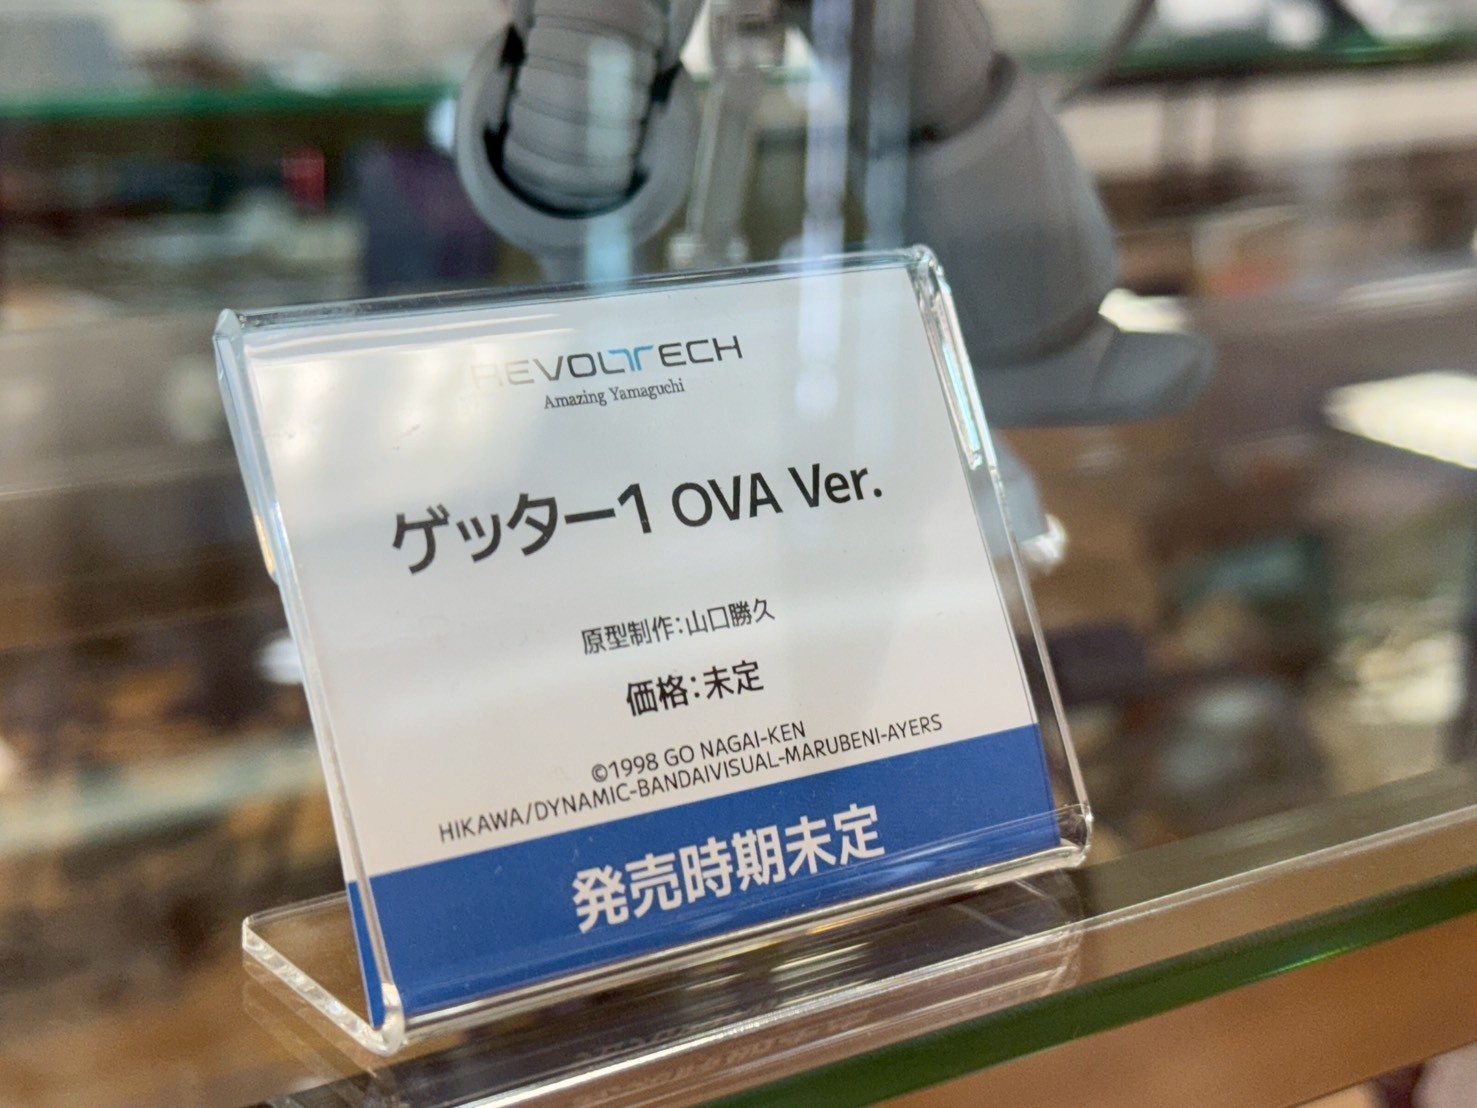 REVOLTECH
Amazing Yamaguchi
ゲッター1 OVA Ver.
原型制作:山口勝久
価格:未定
©1998 GO NAGAI-KEN
HIKAWA/DYNAMIC-BANDAIVISUAL-MARUBENI-AYERS
発売時期未定